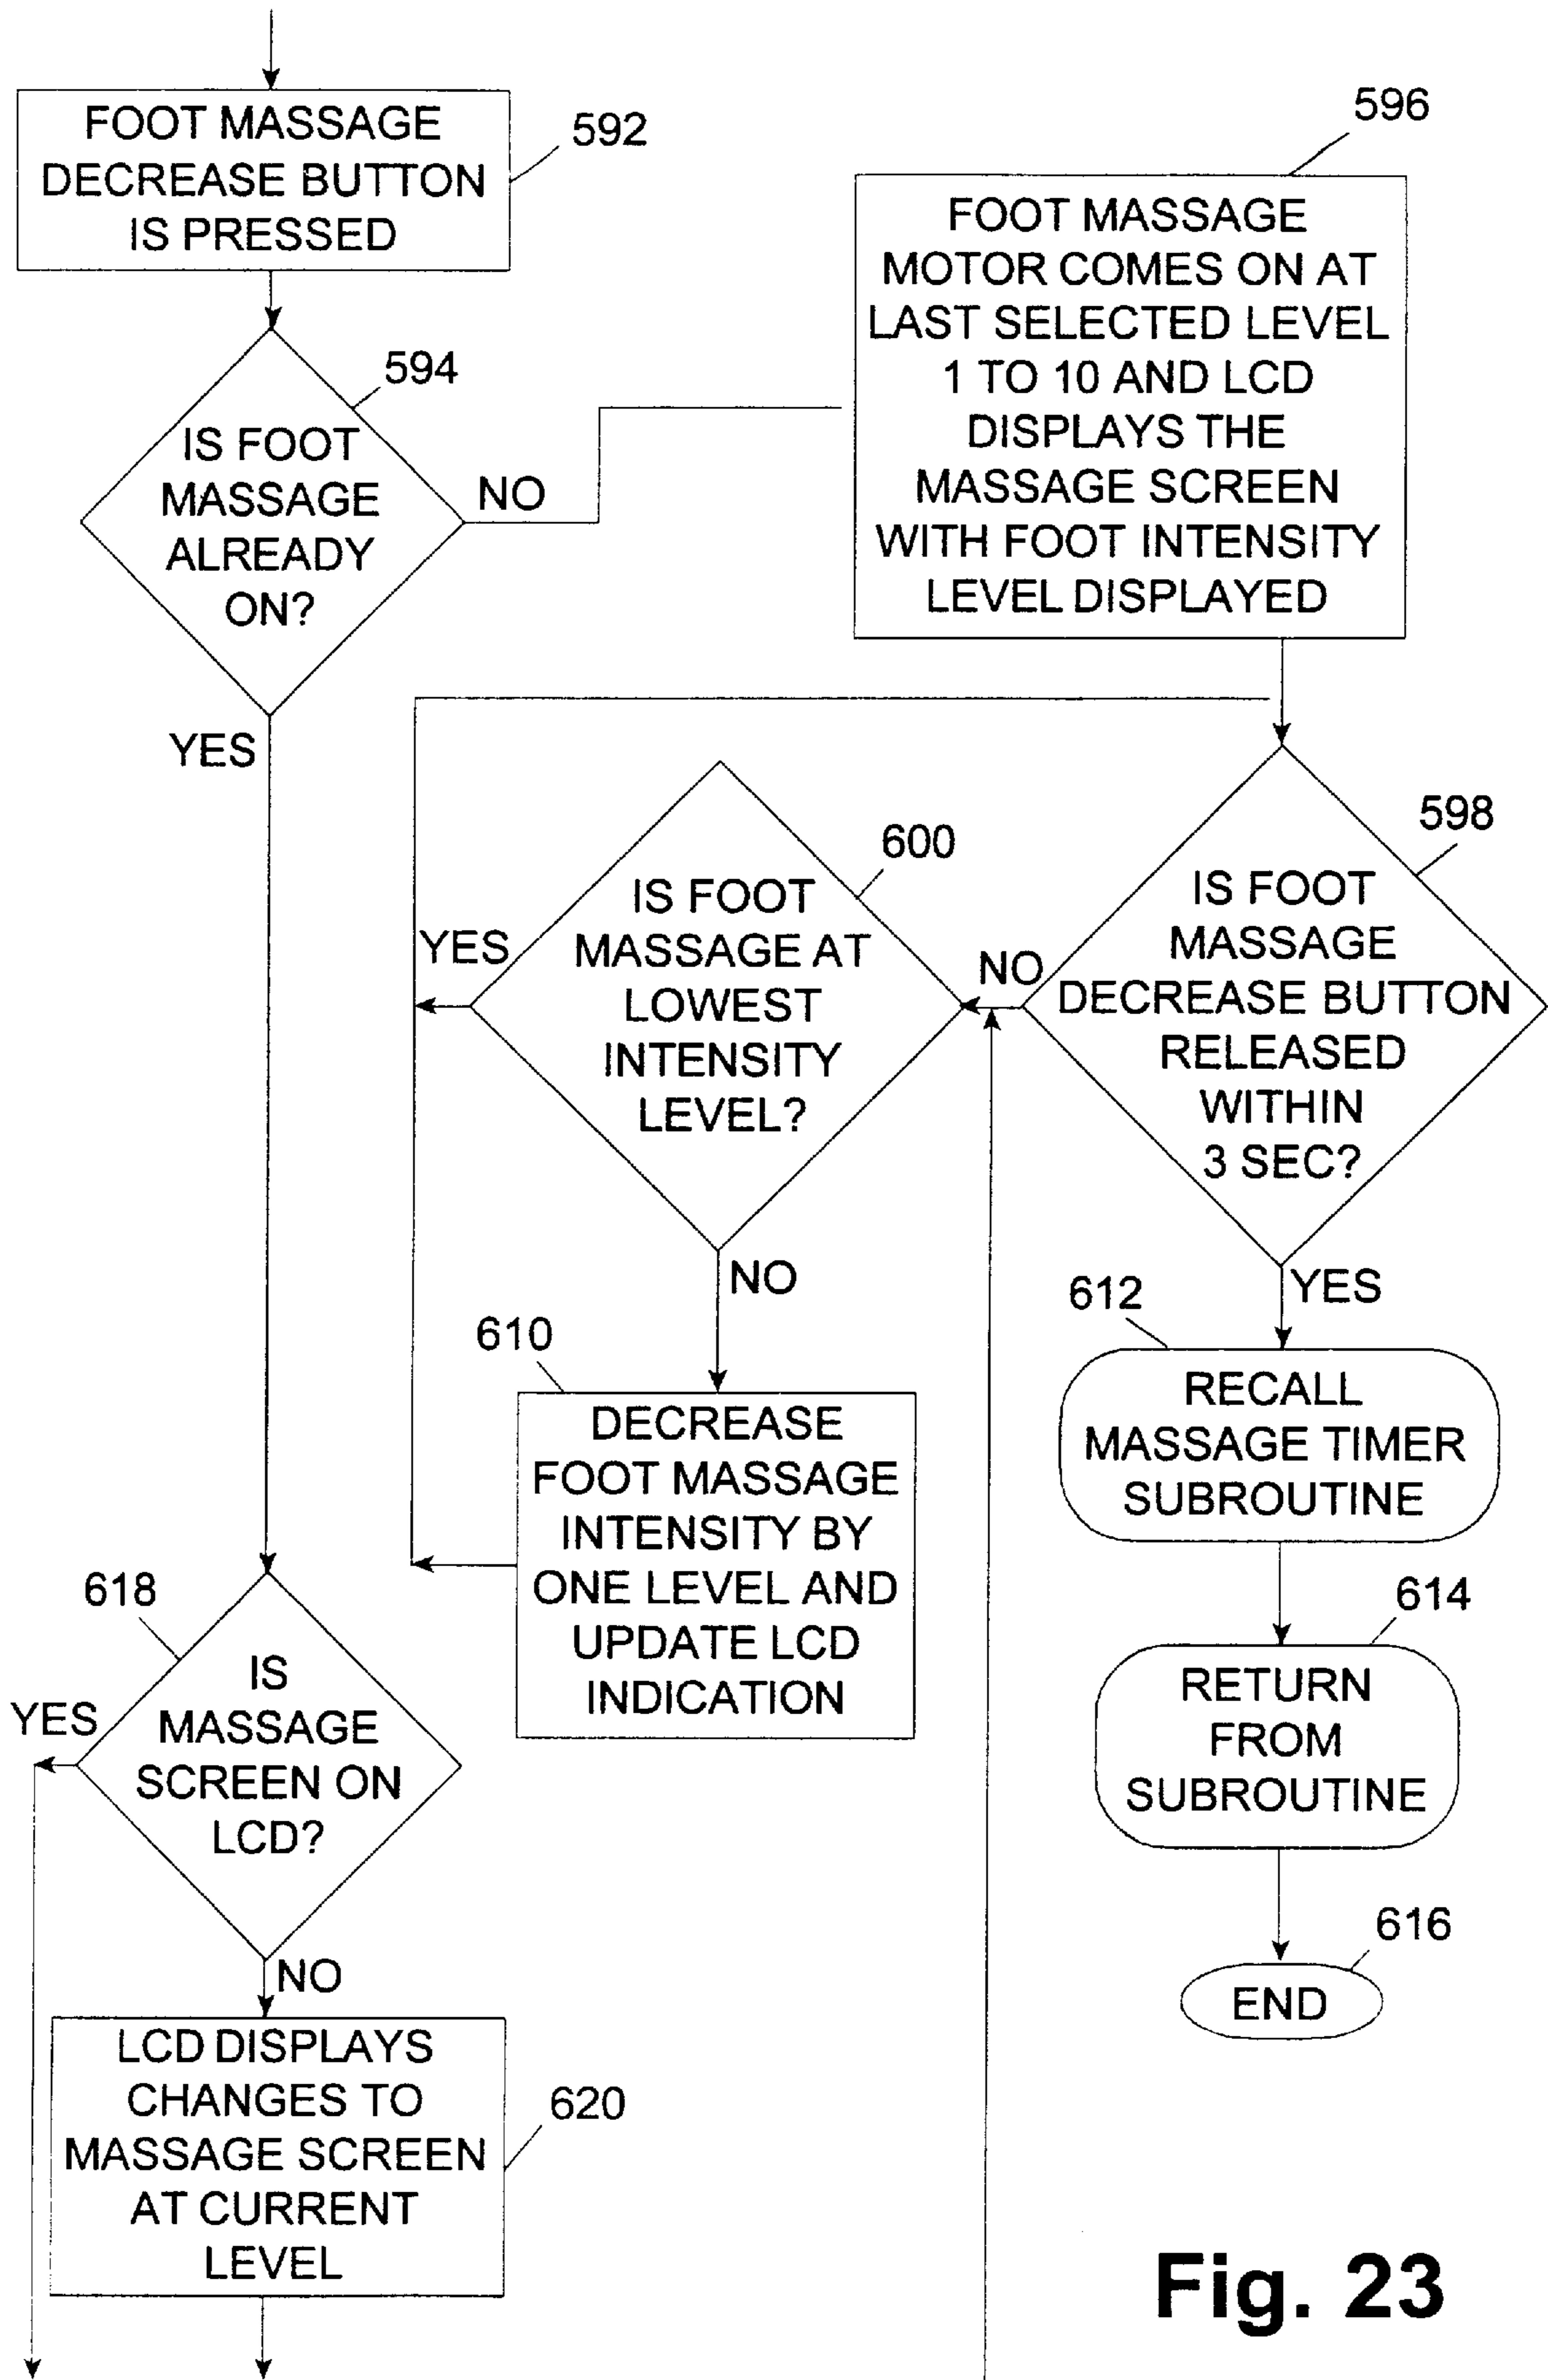 FOOT MASSAGE
DECREASE BUTTON
IS PRESSED
592
594
IS FOOT
MASSAGE
ALREADY
ON?
NO
YES
596
FOOT MASSAGE
MOTOR COMES ON AT
LAST SELECTED LEVEL
1 TO 10 AND LCD
DISPLAYS THE
MASSAGE SCREEN
WITH FOOT INTENSITY
LEVEL DISPLAYED
598
IS FOOT
MASSAGE
DECREASE BUTTON
RELEASED
WITHIN
3 SEC?
NO
YES
600
IS FOOT
MASSAGE AT
LOWEST
INTENSITY
LEVEL?
YES
NO
610
DECREASE
FOOT MASSAGE
INTENSITY BY
ONE LEVEL AND
UPDATE LCD
INDICATION
612
RECALL
MASSAGE TIMER
SUBROUTINE
614
RETURN
FROM
SUBROUTINE
616
END
618
IS
MASSAGE
SCREEN ON
LCD?
YES
NO
LCD DISPLAYS
CHANGES TO
MASSAGE SCREEN
AT CURRENT
LEVEL
620
Fig. 23